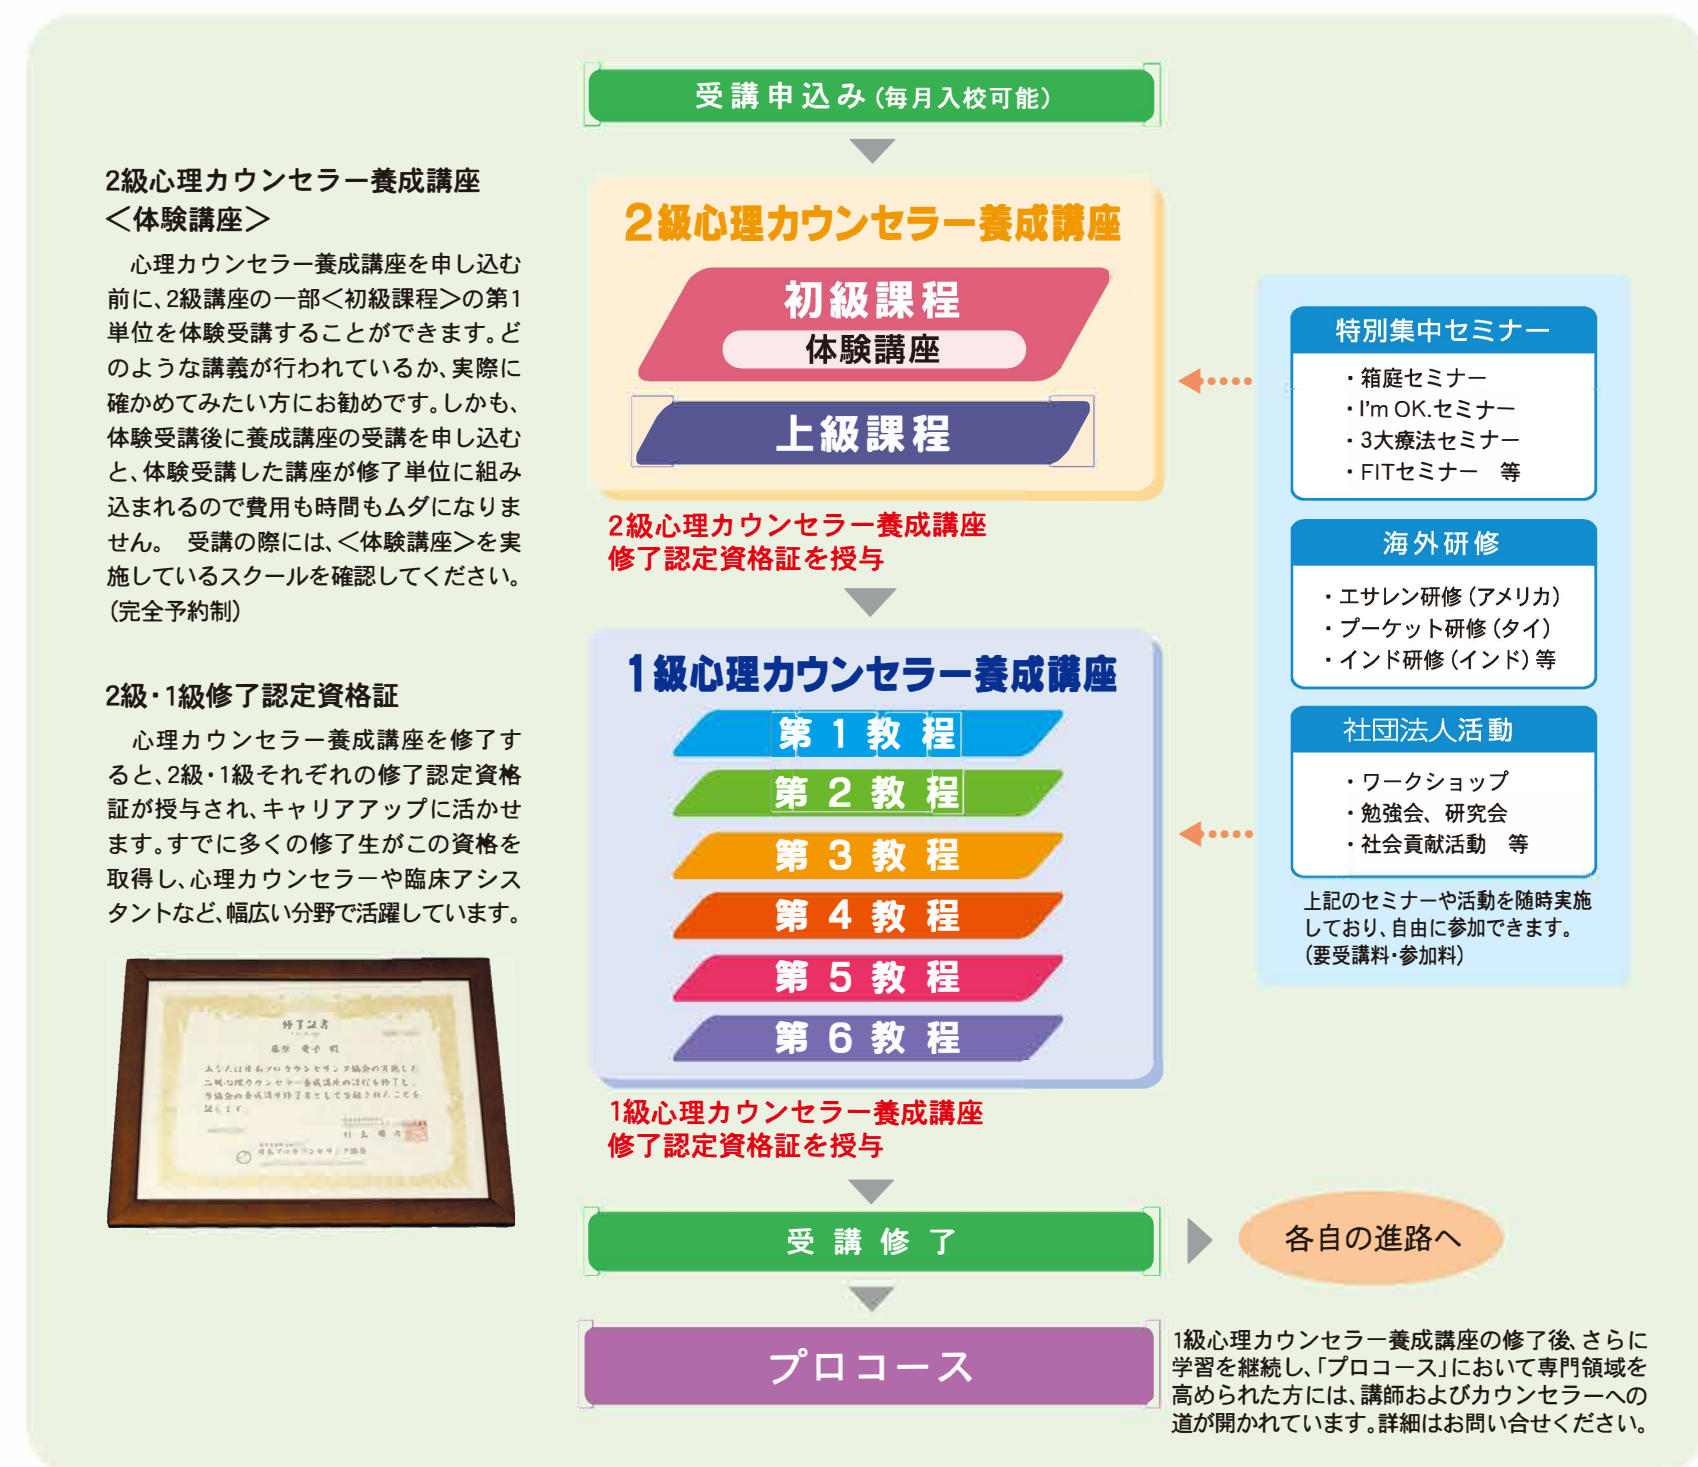 受講申込み(毎月入校可能)
2級心理カウンセラー養成講座
<体験講座>
心理カウンセラー養成講座を申し込む
前に、2級講座の一部<初級課程>の第1
単位を体験受講することができます。ど
のような講義が行われているか、実際に
確かめてみたい方にお勧めです。しかも、
体験受講後に養成講座の受講を申し込む
と、体験受講した講座が修了単位に組み
込まれるので費用も時間もムダになりま
せん。 受講の際には、<体験講座>を実
施しているスクールを確認してください。
(完全予約制)
2級・1級修了認定資格証
心理カウンセラー養成講座を修了す
ると、2級・1級それぞれの修了認定資格
証が授与され、キャリアアップに活かせ
ます。すでに多くの修了生がこの資格を
取得し、心理カウンセラーや臨床アシス
タントなど、幅広い分野で活躍しています。
修了証書
2級心理カウンセラー養成講座
初級課程
体験講座
上級課程
2級心理カウンセラー養成講座
修了認定資格証を授与
1級心理カウンセラー養成講座
第1教程
第2教程
第3教程
第4教程
第5教程
第6教程
1級心理カウンセラー養成講座
修了認定資格証を授与
特別集中セミナー
・箱庭セミナー
・I'm OK.セミナー
・3大療法セミナー
・FITセミナー 等
海外研修
・エサレン研修(アメリカ)
・プーケット研修(タイ)
・インド研修(インド)等
社団法人活動
・ワークショップ
・勉強会、研究会
・社会貢献活動 等
上記のセミナーや活動を随時実施
しており、自由に参加できます。
(要受講料・参加料)
受講修了
各自の進路へ
プロコース
1級心理カウンセラー養成講座の修了後、さらに
学習を継続し、「プロコース」において専門領域を
高められた方には、講師およびカウンセラーへの
道が開かれています。詳細はお問い合せください。